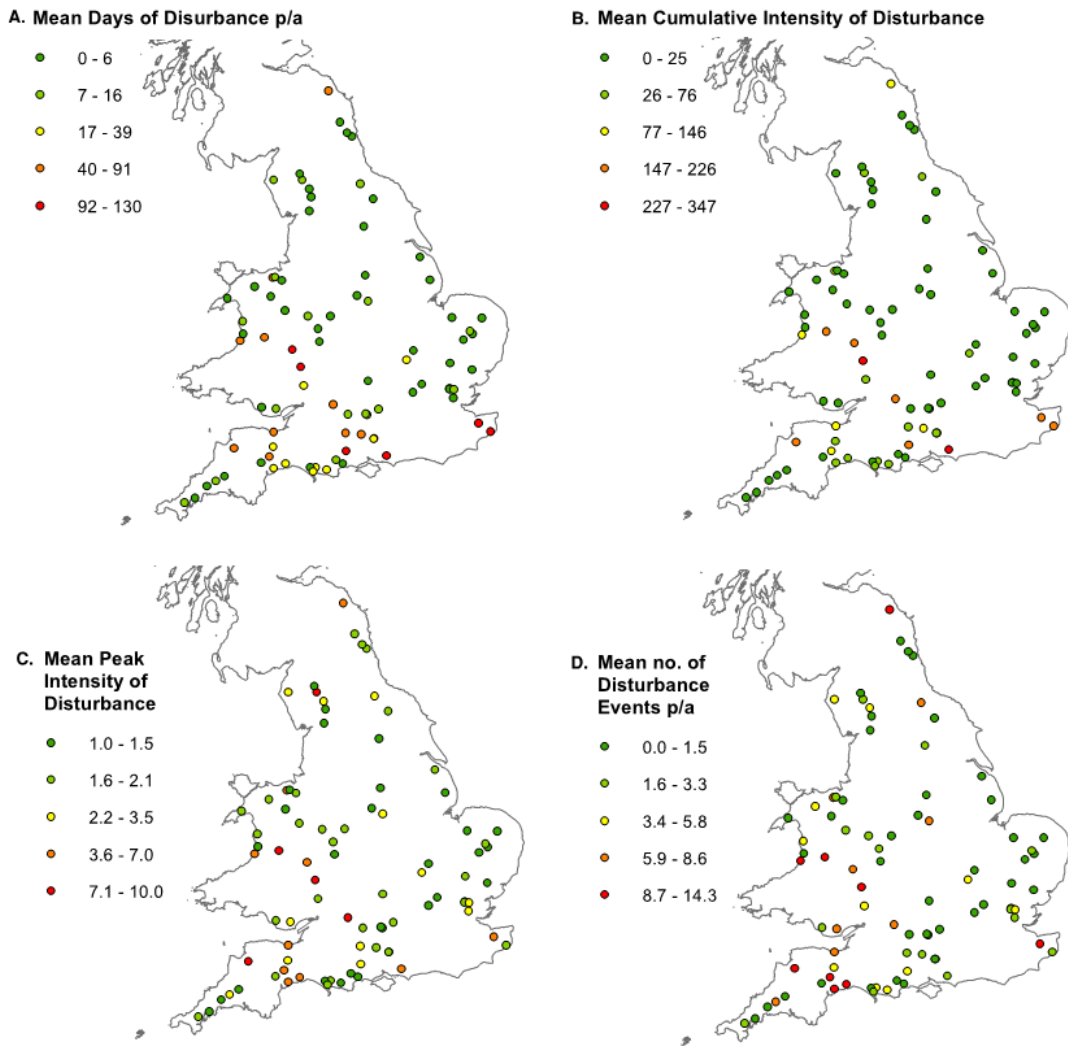 A. Mean Days of Disurbance p/a
0 - 6
7 - 16
17 - 39
40 - 91
92 - 130
B. Mean Cumulative Intensity of Disturbance
0 - 25
26 - 76
77 - 146
147 - 226
227 - 347
C. Mean Peak
Intensity of
Disturbance
1.0 - 1.5
1.6 - 2.1
2.2 - 3.5
3.6 - 7.0
7.1 - 10.0
D. Mean no. of
Disturbance
Events p/a
0.0 - 1.5
1.6 - 3.3
3.4 - 5.8
5.9 - 8.6
8.7 - 14.3